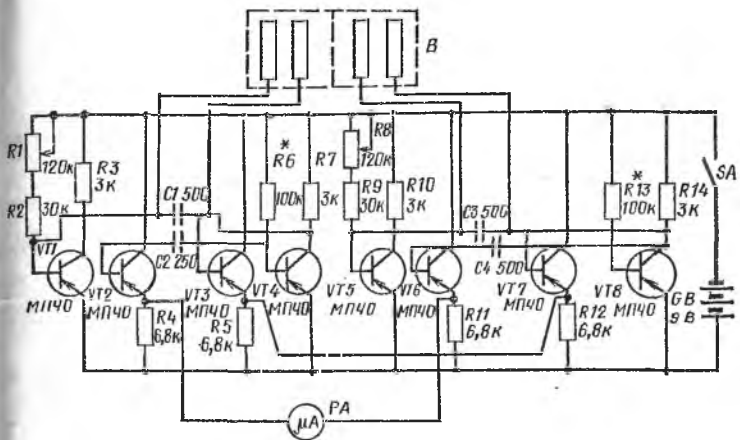 B
R1
120к
R2
30к
R3
3к
C1 500
C2 250
*
R6
100к
R7
3к
R8
120к
R9
30к
R10
3к
C3 500
C4 500
*
R13
100к
R14
3к
SA
VT1
МП40
VT2
МП40
VT3
МП40
VT4
МП40
VT5
МП40
VT6
МП40
VT7
МП40
VT8
МП40
GB
9 В
R4
6,8к
R5
6,8к
R11
6,8к
R12
6,8к
μA
PA